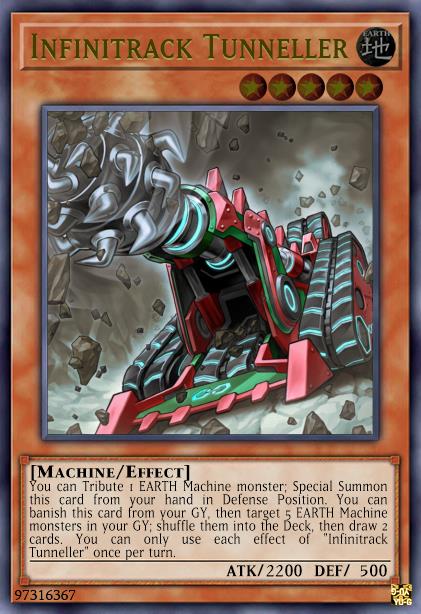 INFINITRACK TUNNELLER
EARTH
地
[MACHINE/EFFECT]
You can Tribute 1 EARTH Machine monster; Special Summon
this card from your hand in Defense Position. You can
banish this card from your GY, then target 5 EARTH Machine
monsters in your GY; shuffle them into the Deck, then draw 2
cards. You can only use each effect of "Infinitrack
Tunneller" once per turn.
ATK/2200 DEF/ 500
97316367